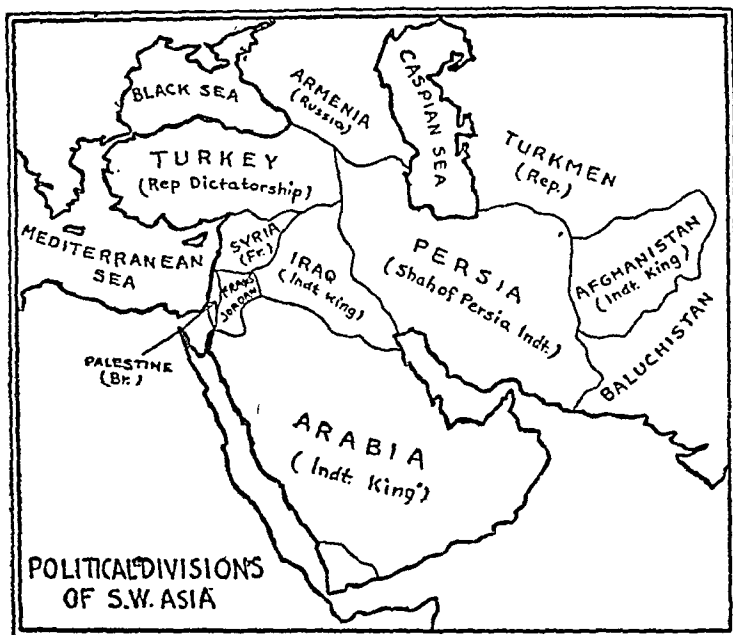 BLACK SEA
ARMENIA
(Russia)
CASPIAN SEA
TURKMEN
(Rep.)
TURKEY
(Rep Dictatorship)
MEDITERRANEAN
SEA
SYRIA
(Fr.)
IRAQ
(Indt King)
TRANS
JORDAN
PERSIA
(Shah of Persia Indt.)
AFGHANISTAN
(Indt. King)
BALUCHISTAN
PALESTINE
(Br.)
ARABIA
(Indt. King)
POLITICAL DIVISIONS
OF S.W. ASIA